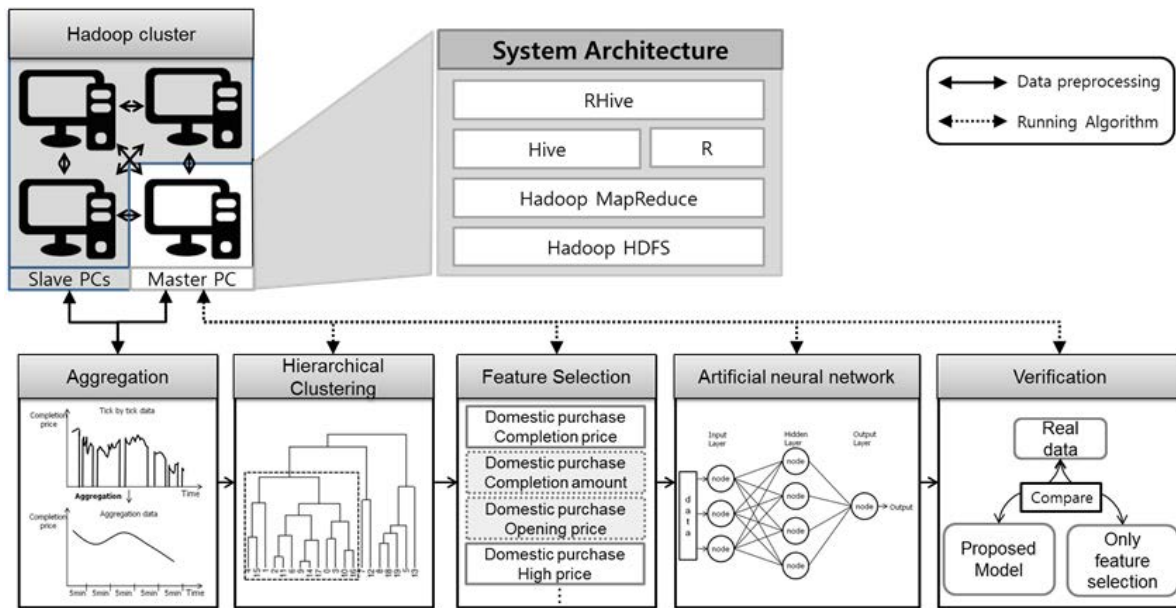 Hadoop cluster
Slave PCs
Master PC
System Architecture
RHive
Hive
R
Hadoop MapReduce
Hadoop HDFS
Data preprocessing
Running Algorithm
Aggregation
Completion
price
Tick by tick data
Time
Aggregation
Completion
price
Aggregation data
5min 5min 5min 5min 5min Time
Hierarchical
Clustering
Feature Selection
Domestic purchase
Completion price
Domestic purchase
Completion amount
Domestic purchase
Opening price
Domestic purchase
High price
Artificial neural network
Input
Layer
Hidden
Layer
Output
Layer
data
node
node
node
node
node
node
node
node
Output
Verification
Real
data
Compare
Proposed
Model
Only
feature
selection